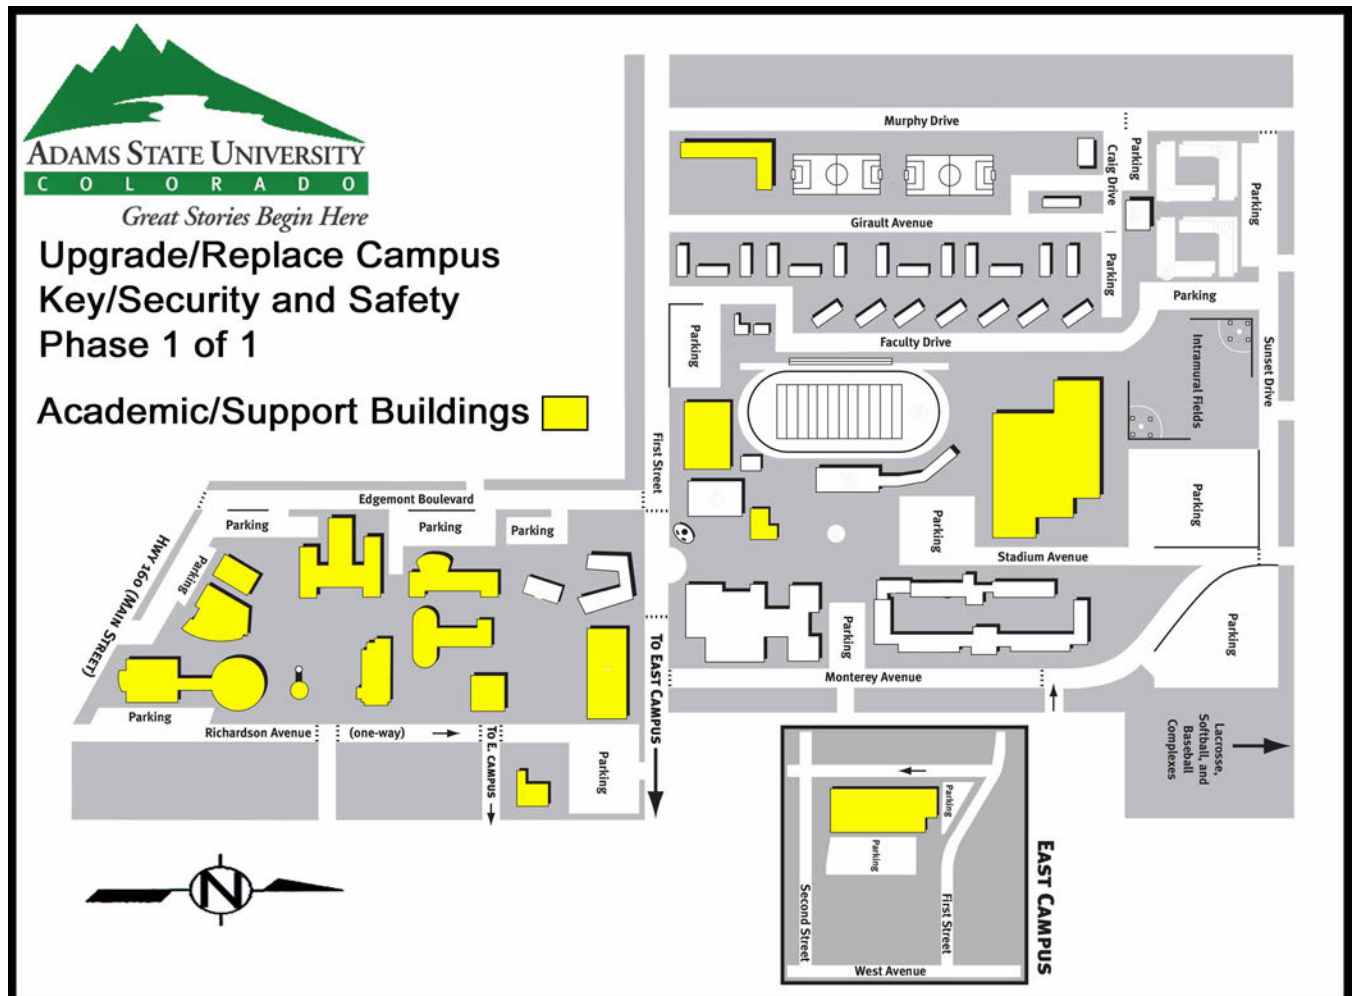 ADAMS STATE UNIVERSITY
COLORADO
Great Stories Begin Here
Upgrade/Replace Campus
Key/Security and Safety
Phase 1 of 1
Academic/Support Buildings
Murphy Drive
Craig Drive
Parking
Parking
Girault Avenue
Parking
Parking
Parking
Faculty Drive
Sunset Drive
Intramural Fields
First Street
Edgemont Boulevard
Parking
Parking
Parking
Parking
Parking
Parking
Stadium Avenue
HWY 160 (MAIN STREET)
Parking
Parking
Parking
Richardson Avenue
(one-way)
TO E. CAMPUS
TO EAST CAMPUS
Monterey Avenue
Parking
Lacrosse,
Softball, and
Baseball
Complexes
N
Parking
Parking
Second Street
First Street
West Avenue
EAST CAMPUS